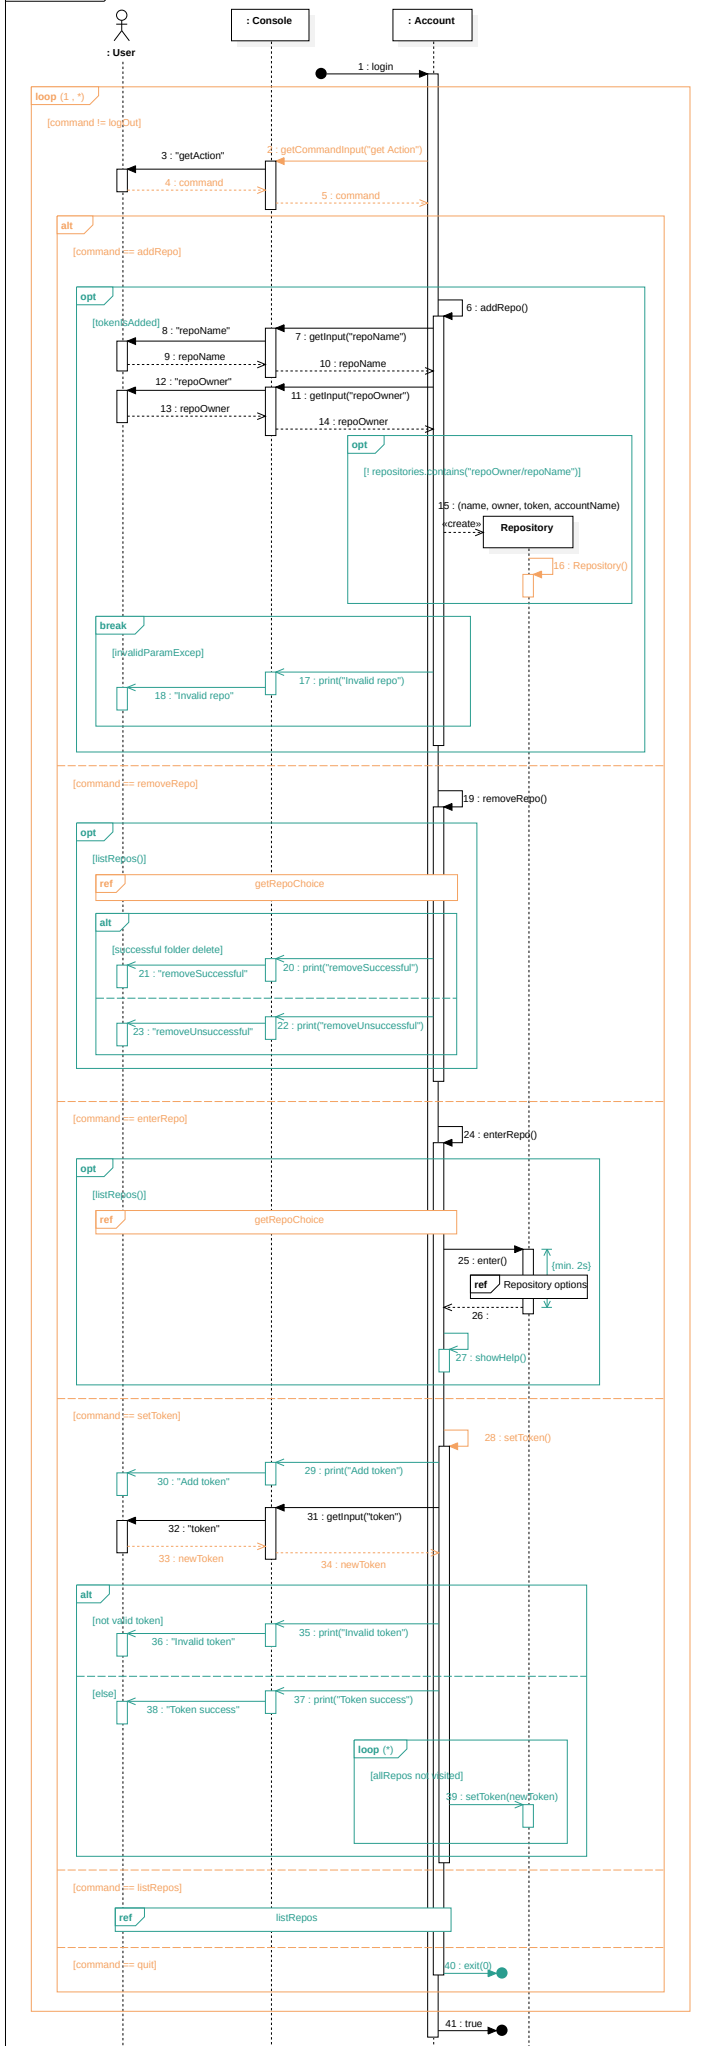 : Console
: Account
: User
1 : login
loop (1 , *)
[command != logOut]
2 : getCommandInput("get Action")
3 : "getAction"
4 : command
5 : command
alt
[command == addRepo]
opt
6 : addRepo()
[tokenIsAdded]
8 : "repoName"
7 : getInput("repoName")
9 : repoName
10 : repoName
12 : "repoOwner"
11 : getInput("repoOwner")
13 : repoOwner
14 : repoOwner
opt
[! repositories.contains("repoOwner/repoName")]
15 : (name, owner, token, accountName)
«create»
Repository
16 : Repository()
break
[invalidParamExcep]
17 : print("Invalid repo")
18 : "Invalid repo"
[command == removeRepo]
19 : removeRepo()
opt
[listRepos()]
ref
getRepoChoice
alt
[successful folder delete]
20 : print("removeSuccessful")
21 : "removeSuccessful"
22 : print("removeUnsuccessful")
23 : "removeUnsuccessful"
[command == enterRepo]
24 : enterRepo()
opt
[listRepos()]
ref
getRepoChoice
25 : enter()
{min. 2s}
ref
Repository options
26 :
27 : showHelp()
[command == setToken]
28 : setToken()
29 : print("Add token")
30 : "Add token"
31 : getInput("token")
32 : "token"
33 : newToken
34 : newToken
alt
[not valid token]
35 : print("Invalid token")
36 : "Invalid token"
[else]
37 : print("Token success")
38 : "Token success"
loop (*)
[allRepos not visited]
39 : setToken(newToken)
[command == listRepos]
ref
listRepos
[command == quit]
40 : exit(0)
41 : true